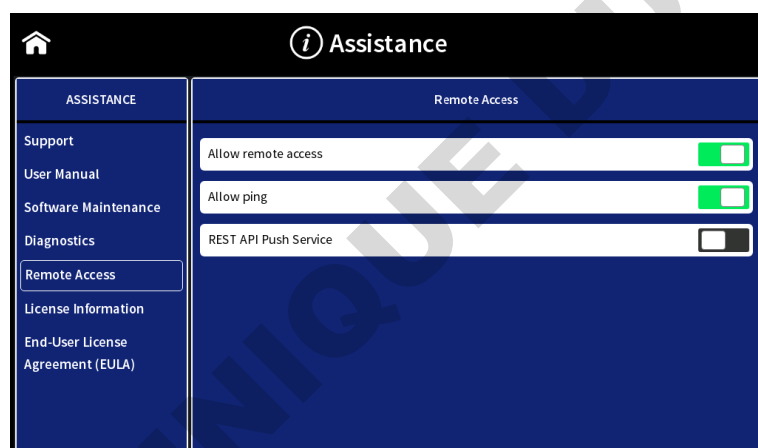 Assistance
ASSISTANCE
Support
User Manual
Software Maintenance
Diagnostics
Remote Access
License Information
End-User License
Agreement (EULA)
Remote Access
Allow remote access
Allow ping
REST API Push Service
NIQUE